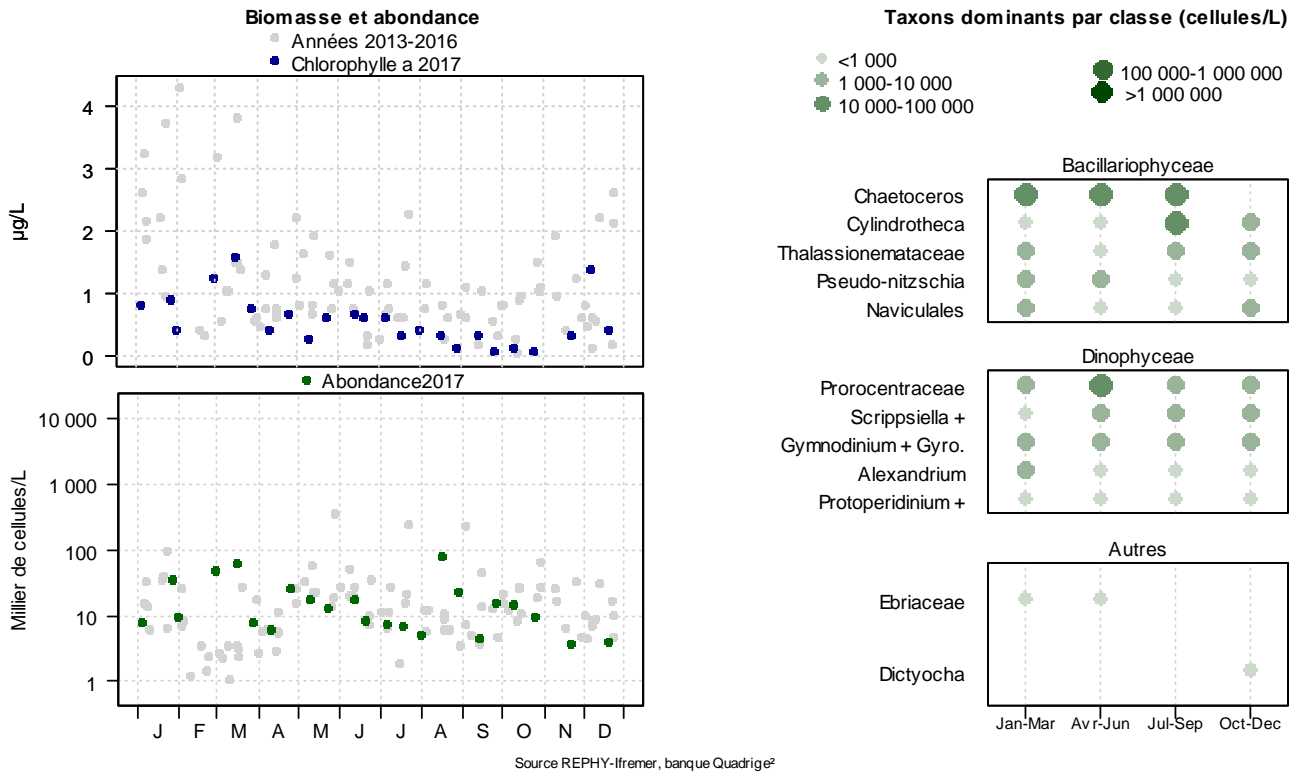 Biomasse et abondance
Années 2013-2016
Chlorophylle a 2017
µg/L
4
3
2
1
0
Abondance2017
Millier de cellules/L
10 000
1 000
100
10
1
J F M A M J J A S O N D
Taxons dominants par classe (cellules/L)
<1 000
1 000-10 000
10 000-100 000
100 000-1 000 000
>1 000 000
Bacillariophyceae
Chaetoceros
Cylindrotheca
Thalassionemataceae
Pseudo-nitzschia
Naviculales
Dinophyceae
Prorocentraceae
Scrippsiella +
Gymnodinium + Gyro.
Alexandrium
Protoperidinium +
Autres
Ebriaceae
Dictyocha
Jan-Mar Avr-Jun Jul-Sep Oct-Dec
Source REPHY-Ifremer, banque Quadrige²